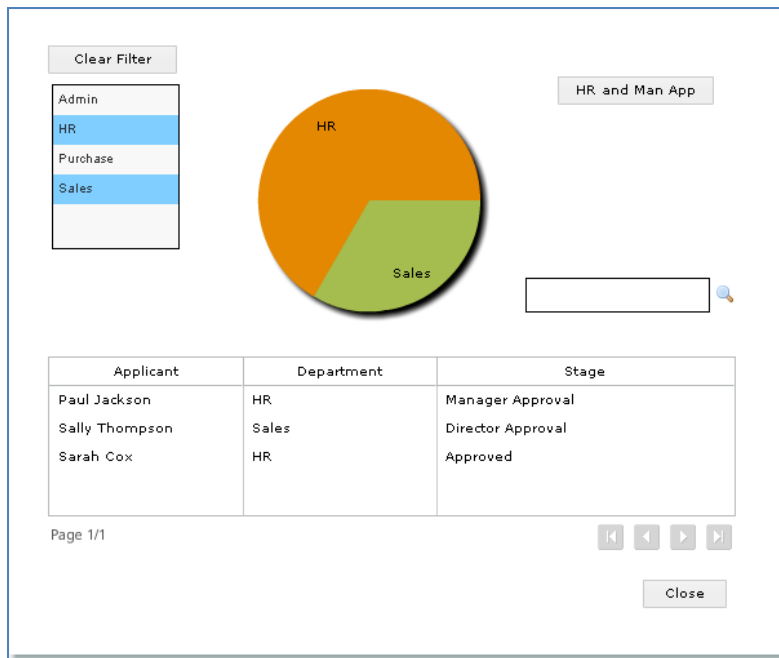 Clear Filter
Admin
HR
Purchase
Sales
HR
Sales
HR and Man App
Applicant Department Stage
Paul Jackson HR Manager Approval
Sally Thompson Sales Director Approval
Sarah Cox HR Approved
Page 1/1
Close